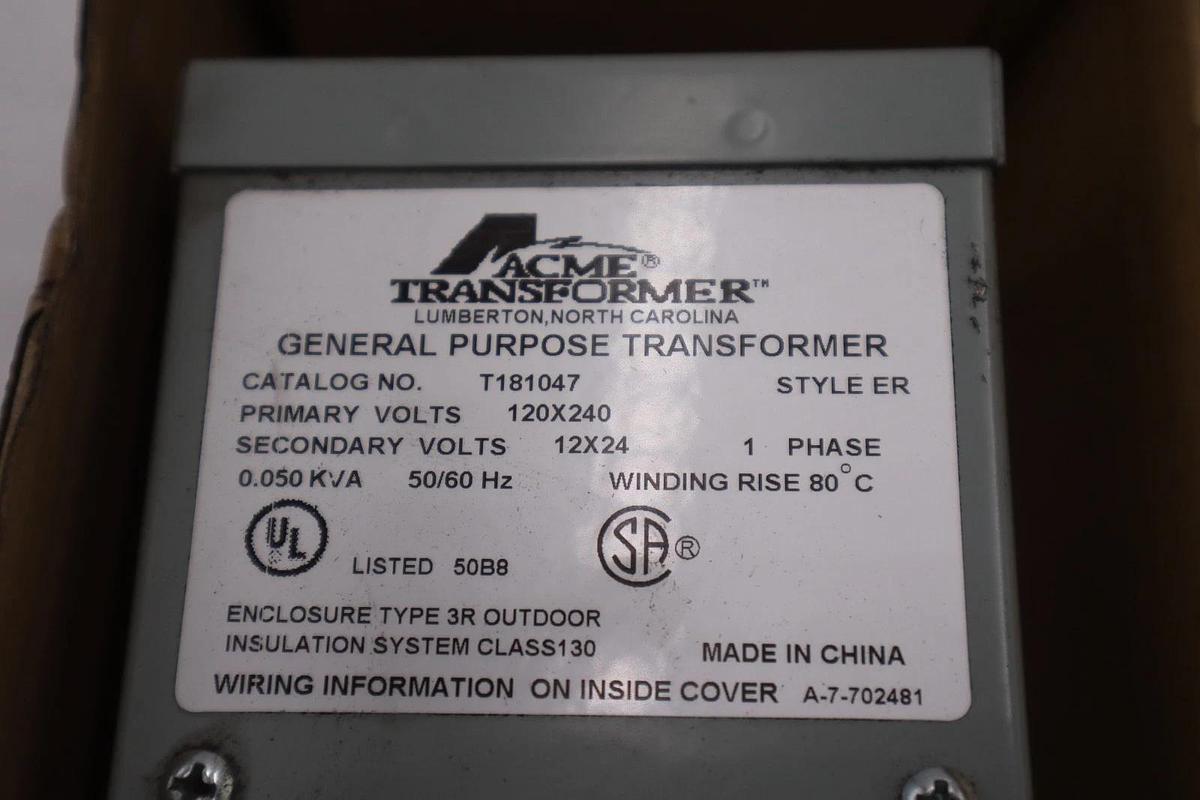 ACME®
TRANSFORMER™
LUMBERTON,NORTH CAROLINA
GENERAL PURPOSE TRANSFORMER
CATALOG NO. T181047 STYLE ER
PRIMARY VOLTS 120X240
SECONDARY VOLTS 12X24 1 PHASE
0.050 KVA 50/60 Hz WINDING RISE 80°C
UL LISTED 50B8 SA®
ENCLOSURE TYPE 3R OUTDOOR
INSULATION SYSTEM CLASS130 MADE IN CHINA
WIRING INFORMATION ON INSIDE COVER A-7-702481